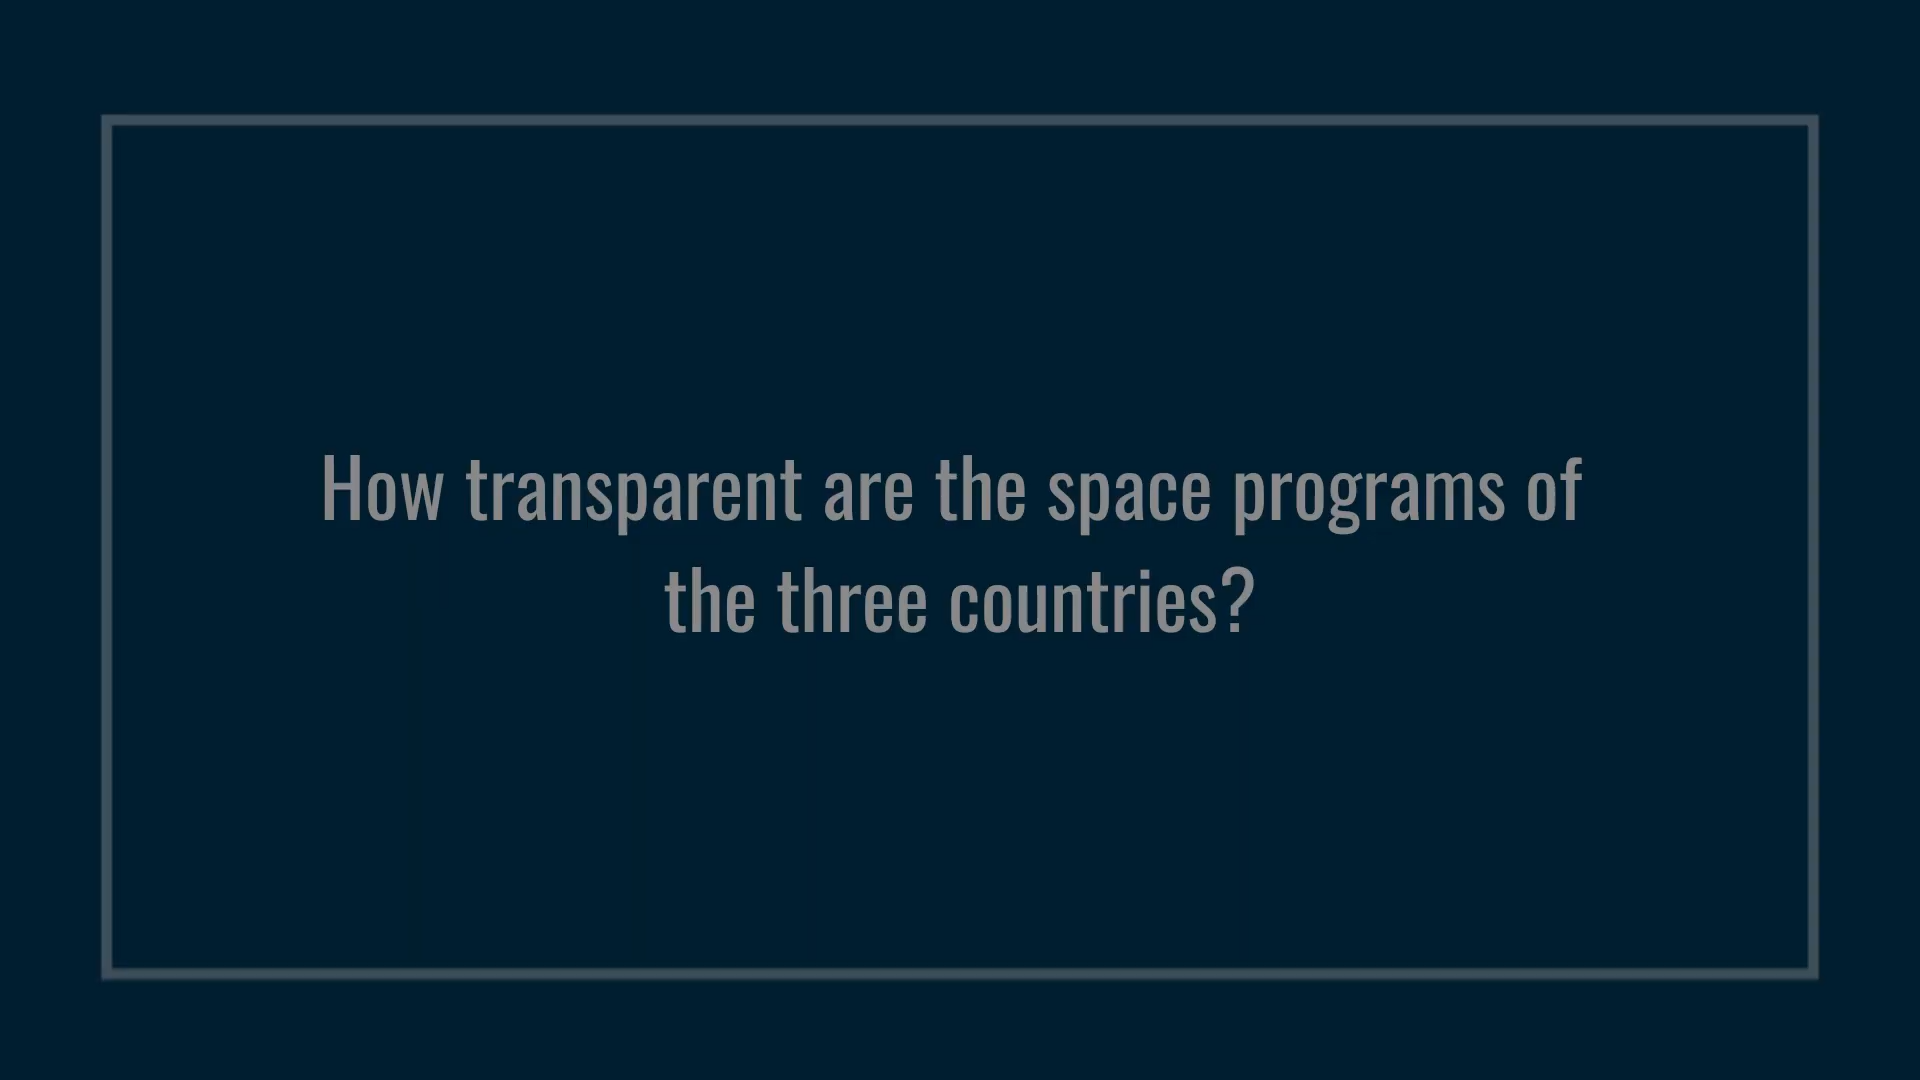 How transparent are the space programs of
the three countries?